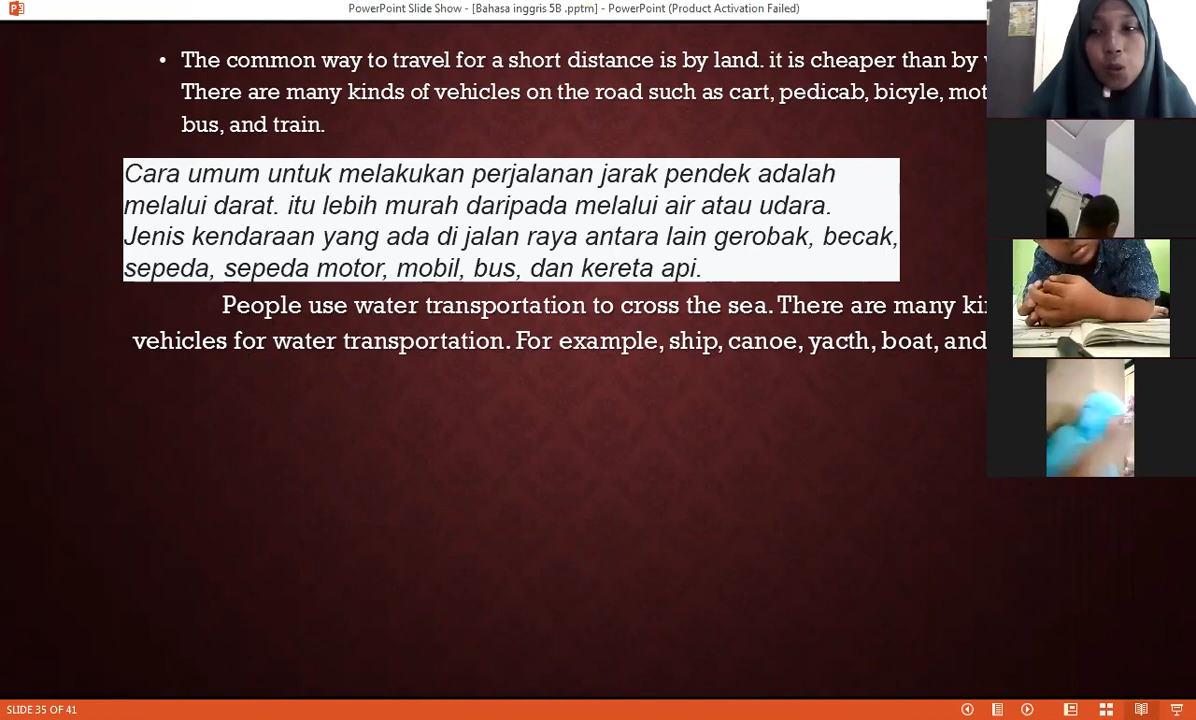 PowerPoint Slide Show - [Bahasa inggris 5B .pptm] - PowerPoint (Product Activation Failed)
• The common way to travel for a short distance is by land. it is cheaper than by
There are many kinds of vehicles on the road such as cart, pedicab, bicyle,
bus, and train.
Cara umum untuk melakukan perjalanan jarak pendek adalah
melalui darat. itu lebih murah daripada melalui air atau udara.
Jenis kendaraan yang ada di jalan raya antara lain gerobak, becak,
sepeda, sepeda motor, mobil, bus, dan kereta api.
People use water transportation to cross the sea. There are many
vehicles for water transportation. For example, ship, canoe, yacth, boat, and
SLIDE 35 OF 41